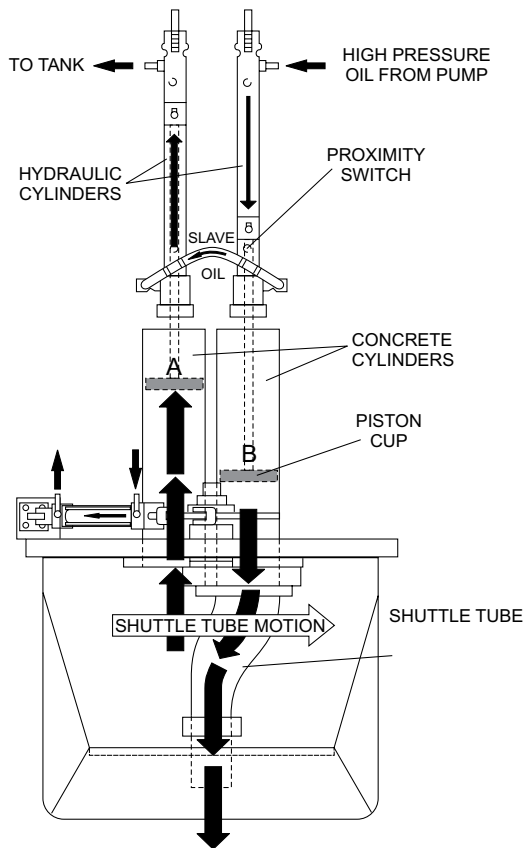 TO TANK
HIGH PRESSURE
OIL FROM PUMP
HYDRAULIC
CYLINDERS
PROXIMITY
SWITCH
SLAVE
OIL
CONCRETE
CYLINDERS
A
PISTON
CUP
B
SHUTTLE TUBE MOTION
SHUTTLE TUBE